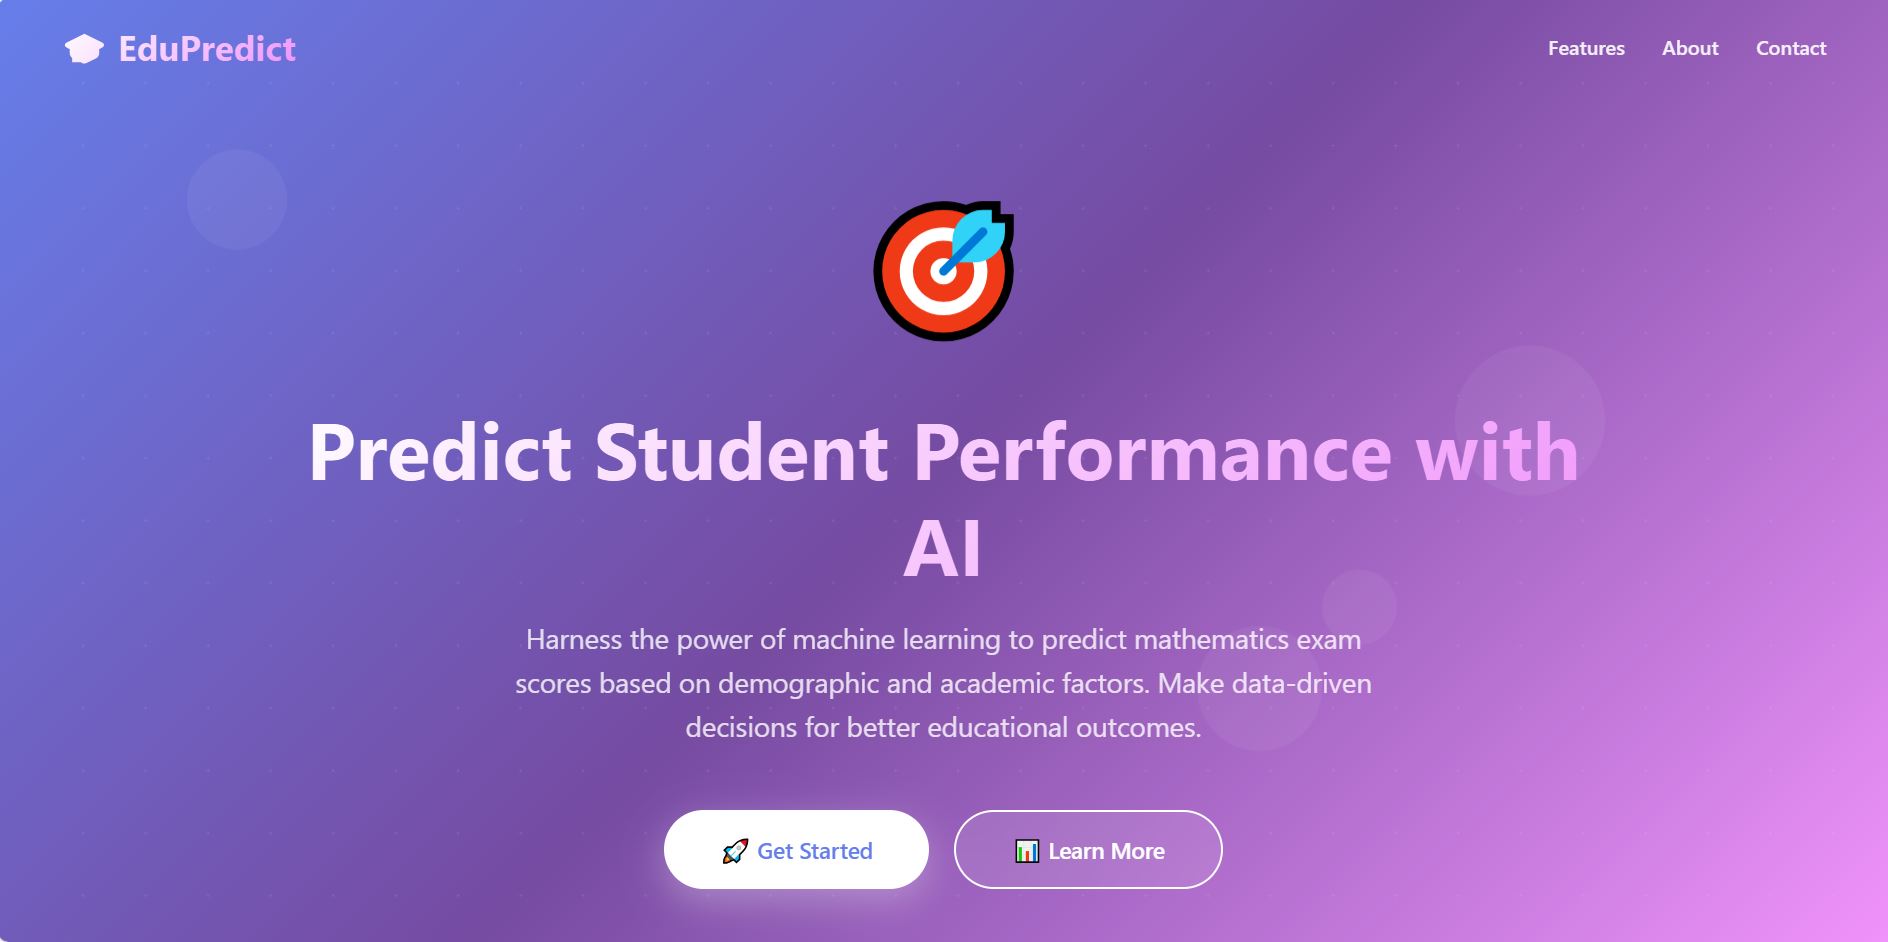 EduPredict
Features
About
Contact
Predict Student Performance with
AI
Harness the power of machine learning to predict mathematics exam
scores based on demographic and academic factors. Make data-driven
decisions for better educational outcomes.
🚀 Get Started
📊 Learn More